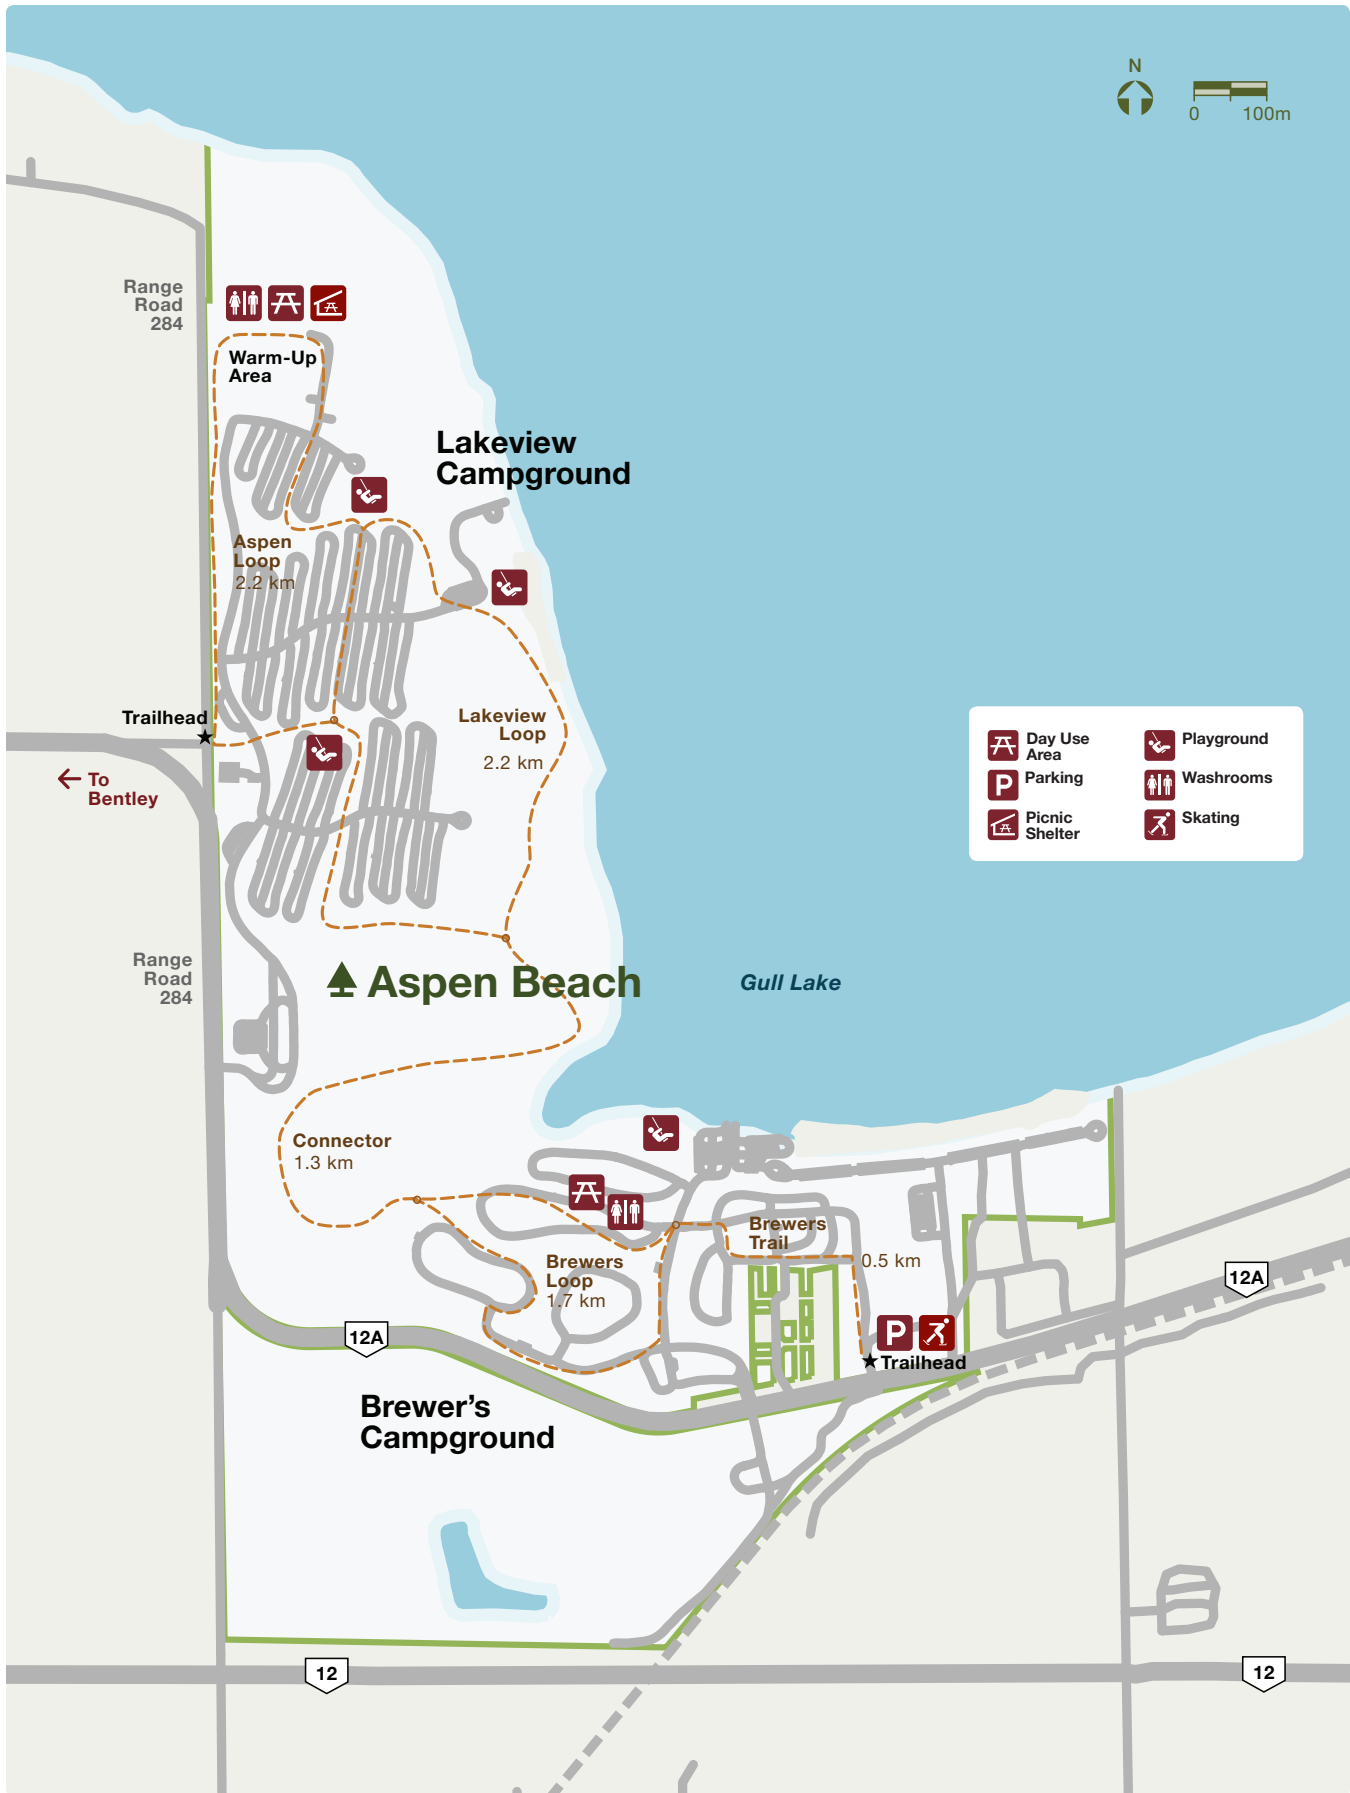 N
0 100m
Range
Road
284
Warm-Up
Area
Lakeview
Campground
Aspen
Loop
2.2 km
Trailhead
Lakeview
Loop
2.2 km
To
Bentley
Day Use
Area
Playground
P
Parking
Washrooms
Picnic
Shelter
Skating
Range
Road
284
Aspen Beach
Gull Lake
Connector
1.3 km
Brewers
Trail
0.5 km
Brewers
Loop
1.7 km
12A
12A
P
Trailhead
Brewer's
Campground
12
12